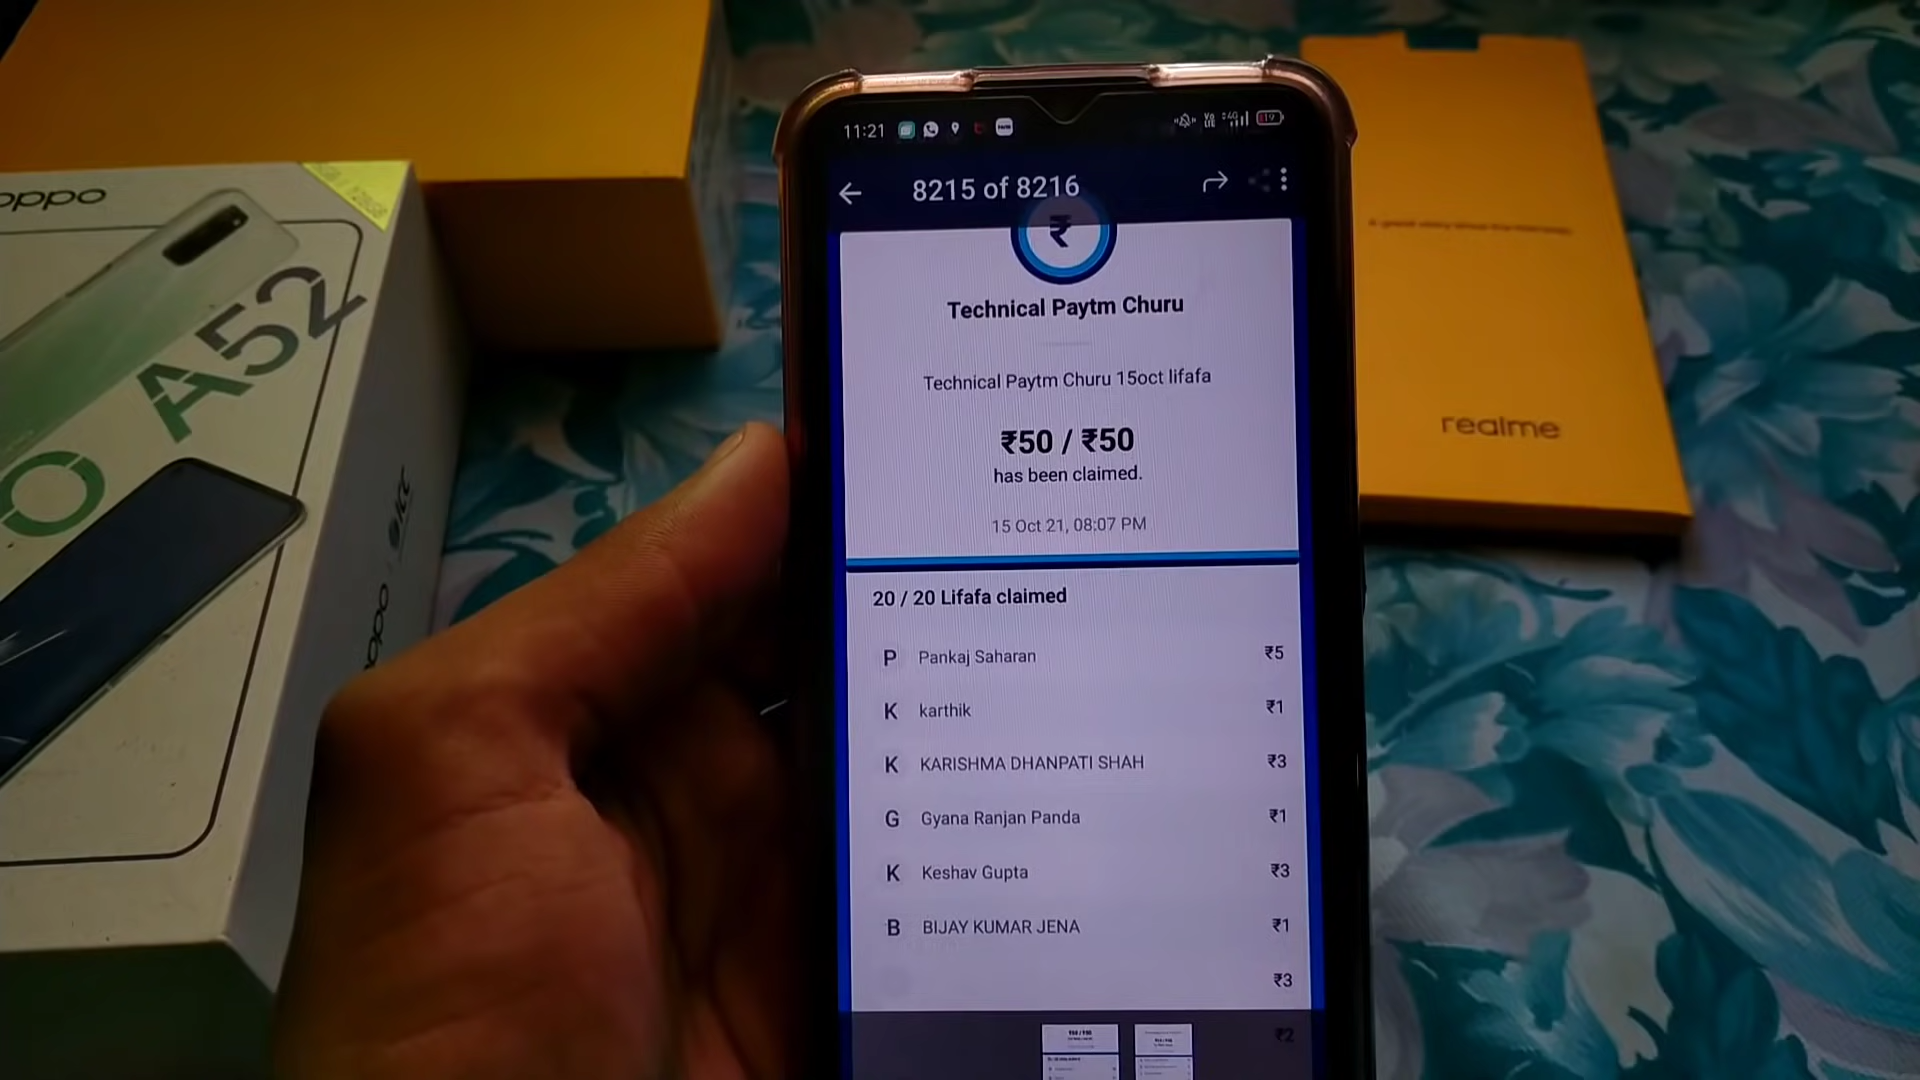 oppo
O A52
oppo
realme
11:21
8215 of 8216
₹
Technical Paytm Churu
Technical Paytm Churu 15oct lifafa
₹50 / ₹50
has been claimed.
15 Oct 21, 08:07 PM
20 / 20 Lifafa claimed
P Pankaj Saharan ₹5
K karthik ₹1
K KARISHMA DHANPATI SHAH ₹3
G Gyana Ranjan Panda ₹1
K Keshav Gupta ₹3
B BIJAY KUMAR JENA ₹1
₹3
₹2